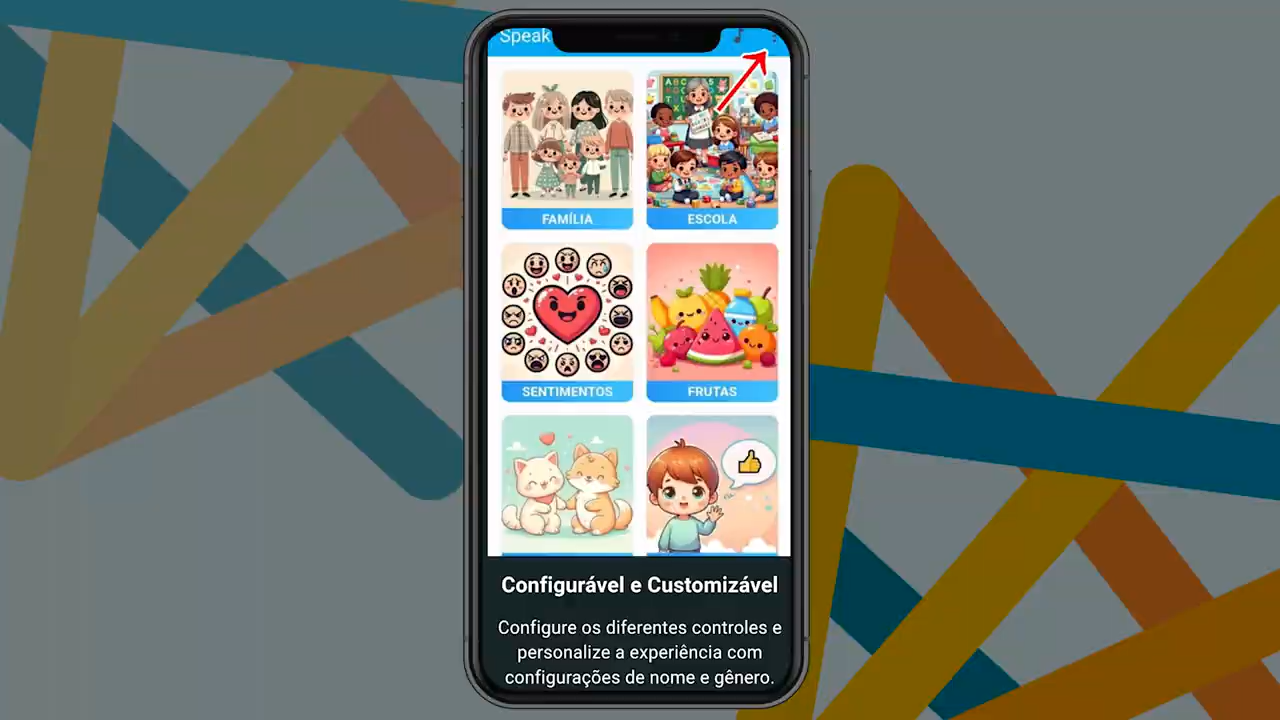 Speak
FAMÍLIA
ESCOLA
SENTIMENTOS
FRUTAS
Configurável e Customizável
Configure os diferentes controles e
personalize a experiência com
configurações de nome e gênero.